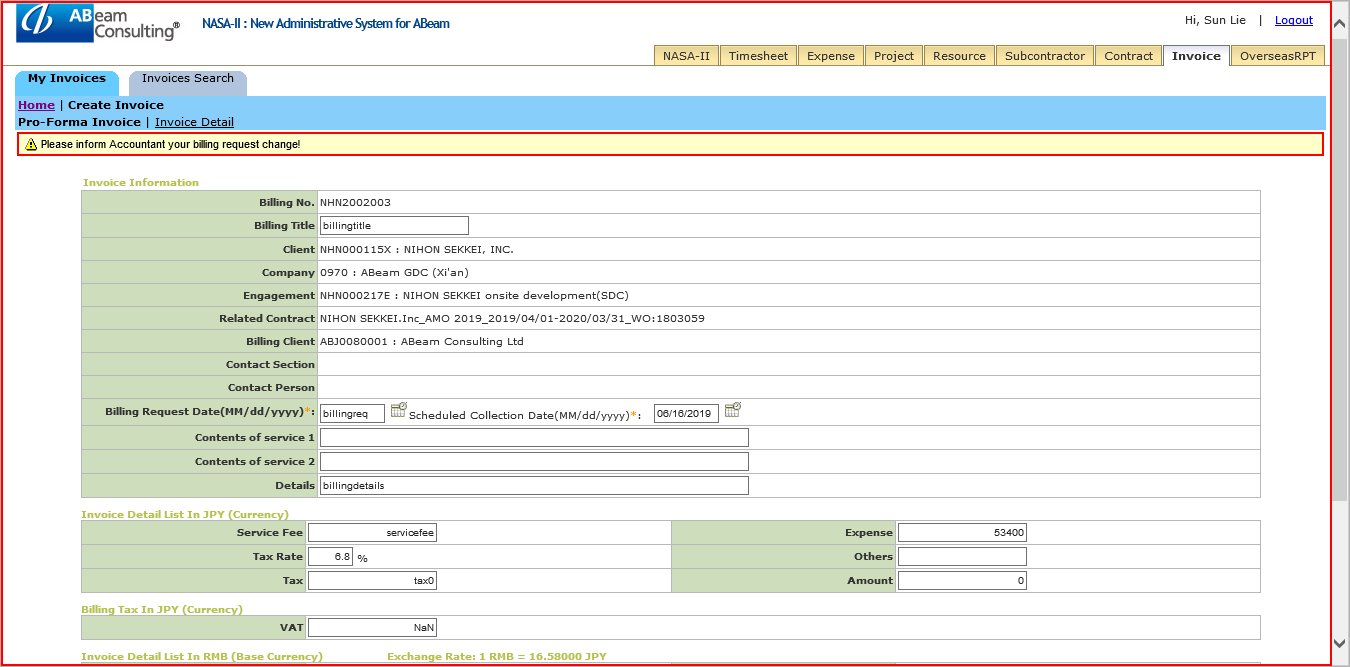 ABeam Consulting®
NASA-II : New Administrative System for ABeam
Hi, Sun Lie | Logout
NASA-II Timesheet Expense Project Resource Subcontractor Contract Invoice OverseasRPT
My Invoices Invoices Search
Home | Create Invoice
Pro-Forma Invoice | Invoice Detail
Please inform Accountant your billing request change!
Invoice Information
Billing No. NHN2002003
Billing Title billingtitle
Client NHN000115X : NIHON SEKKEI, INC.
Company 0970 : ABeam GDC (Xi'an)
Engagement NHN000217E : NIHON SEKKEI onsite development(SDC)
Related Contract NIHON SEKKEI.Inc_AMO 2019_2019/04/01-2020/03/31_WO:1803059
Billing Client ABJ0080001 : ABeam Consulting Ltd
Contact Section
Contact Person
Billing Request Date(MM/dd/yyyy)*: billingreq Scheduled Collection Date(MM/dd/yyyy)*: 06/16/2019
Contents of service 1
Contents of service 2
Details billingdetails
Invoice Detail List In JPY (Currency)
Service Fee servicefee Expense 53400
Tax Rate 6.8 % Others
Tax tax0 Amount 0
Billing Tax In JPY (Currency)
VAT NaN
Invoice Detail List In RMB (Base Currency) Exchange Rate: 1 RMB = 16.58000 JPY